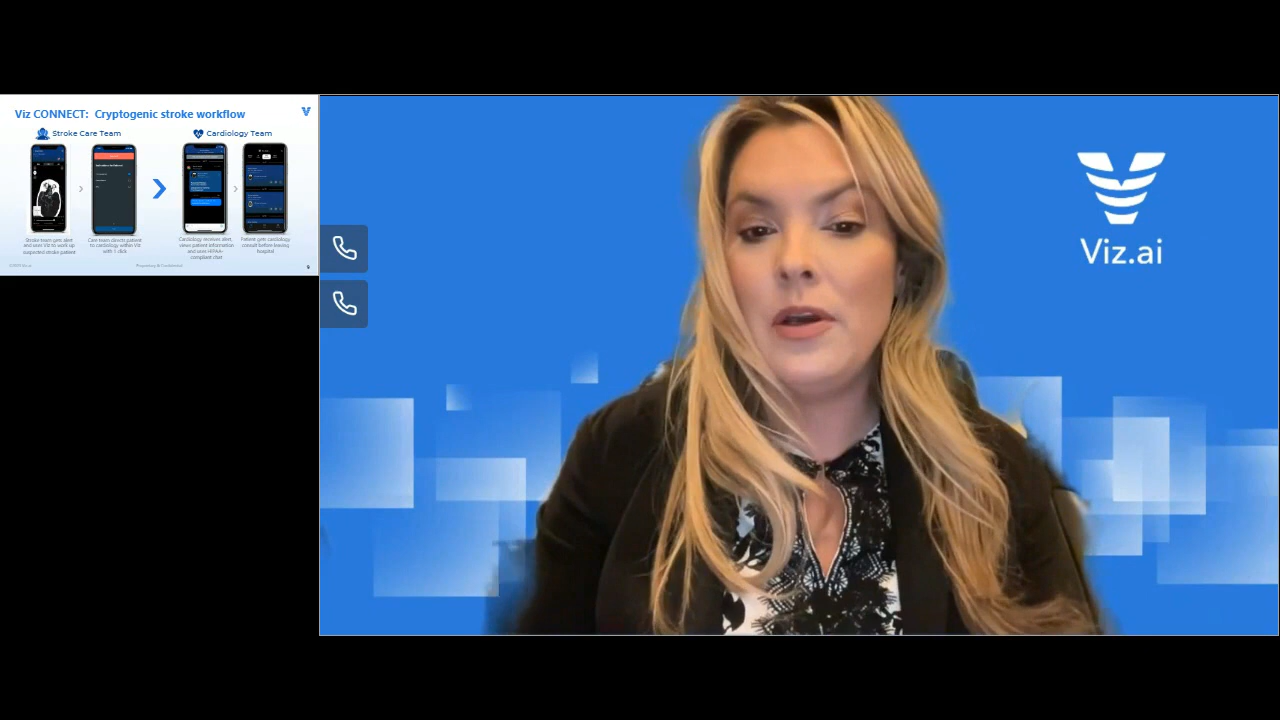 Viz CONNECT: Cryptogenic stroke workflow
Stroke Care Team
Cardiology Team
Stroke team gets alert
and uses Viz to work up
suspected stroke patient
Care team directs patient
to cardiology within Viz
with 1 click
Cardiology receives alert,
views patient information
and uses HIPAA-
compliant chat
Patient gets cardiology
consult before leaving
hospital
Proprietary & Confidential
Viz.ai